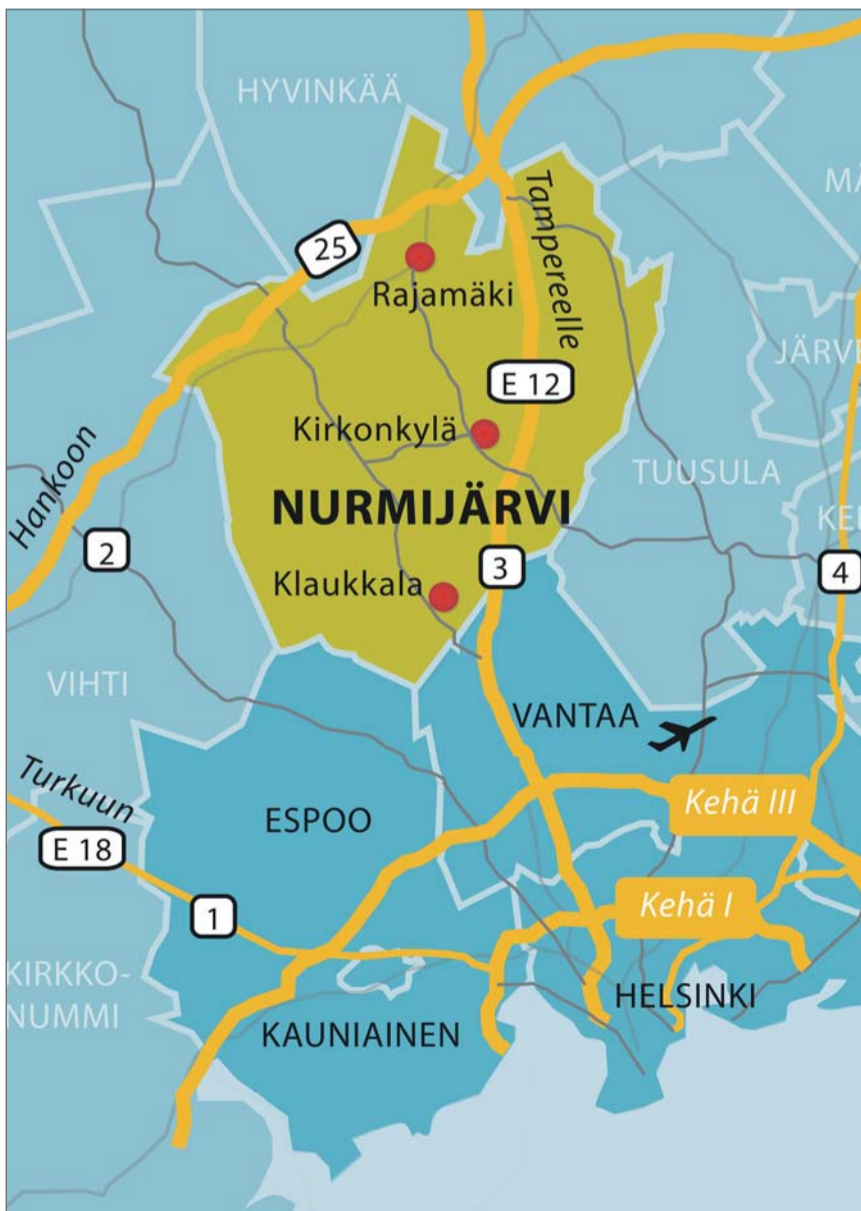 HYVINKÄÄ
Tampereelle
25
Rajamäki
E 12
Kirkonkylä
Hankoon
TUUSULA
NURMIJÄRVI
2
3
4
Klaukkala
VIHTI
VANTAA
Turkuun
Kehä III
ESPOO
E 18
Kehä I
1
KIRKKO-
NUMMI
HELSINKI
KAUNIAINEN